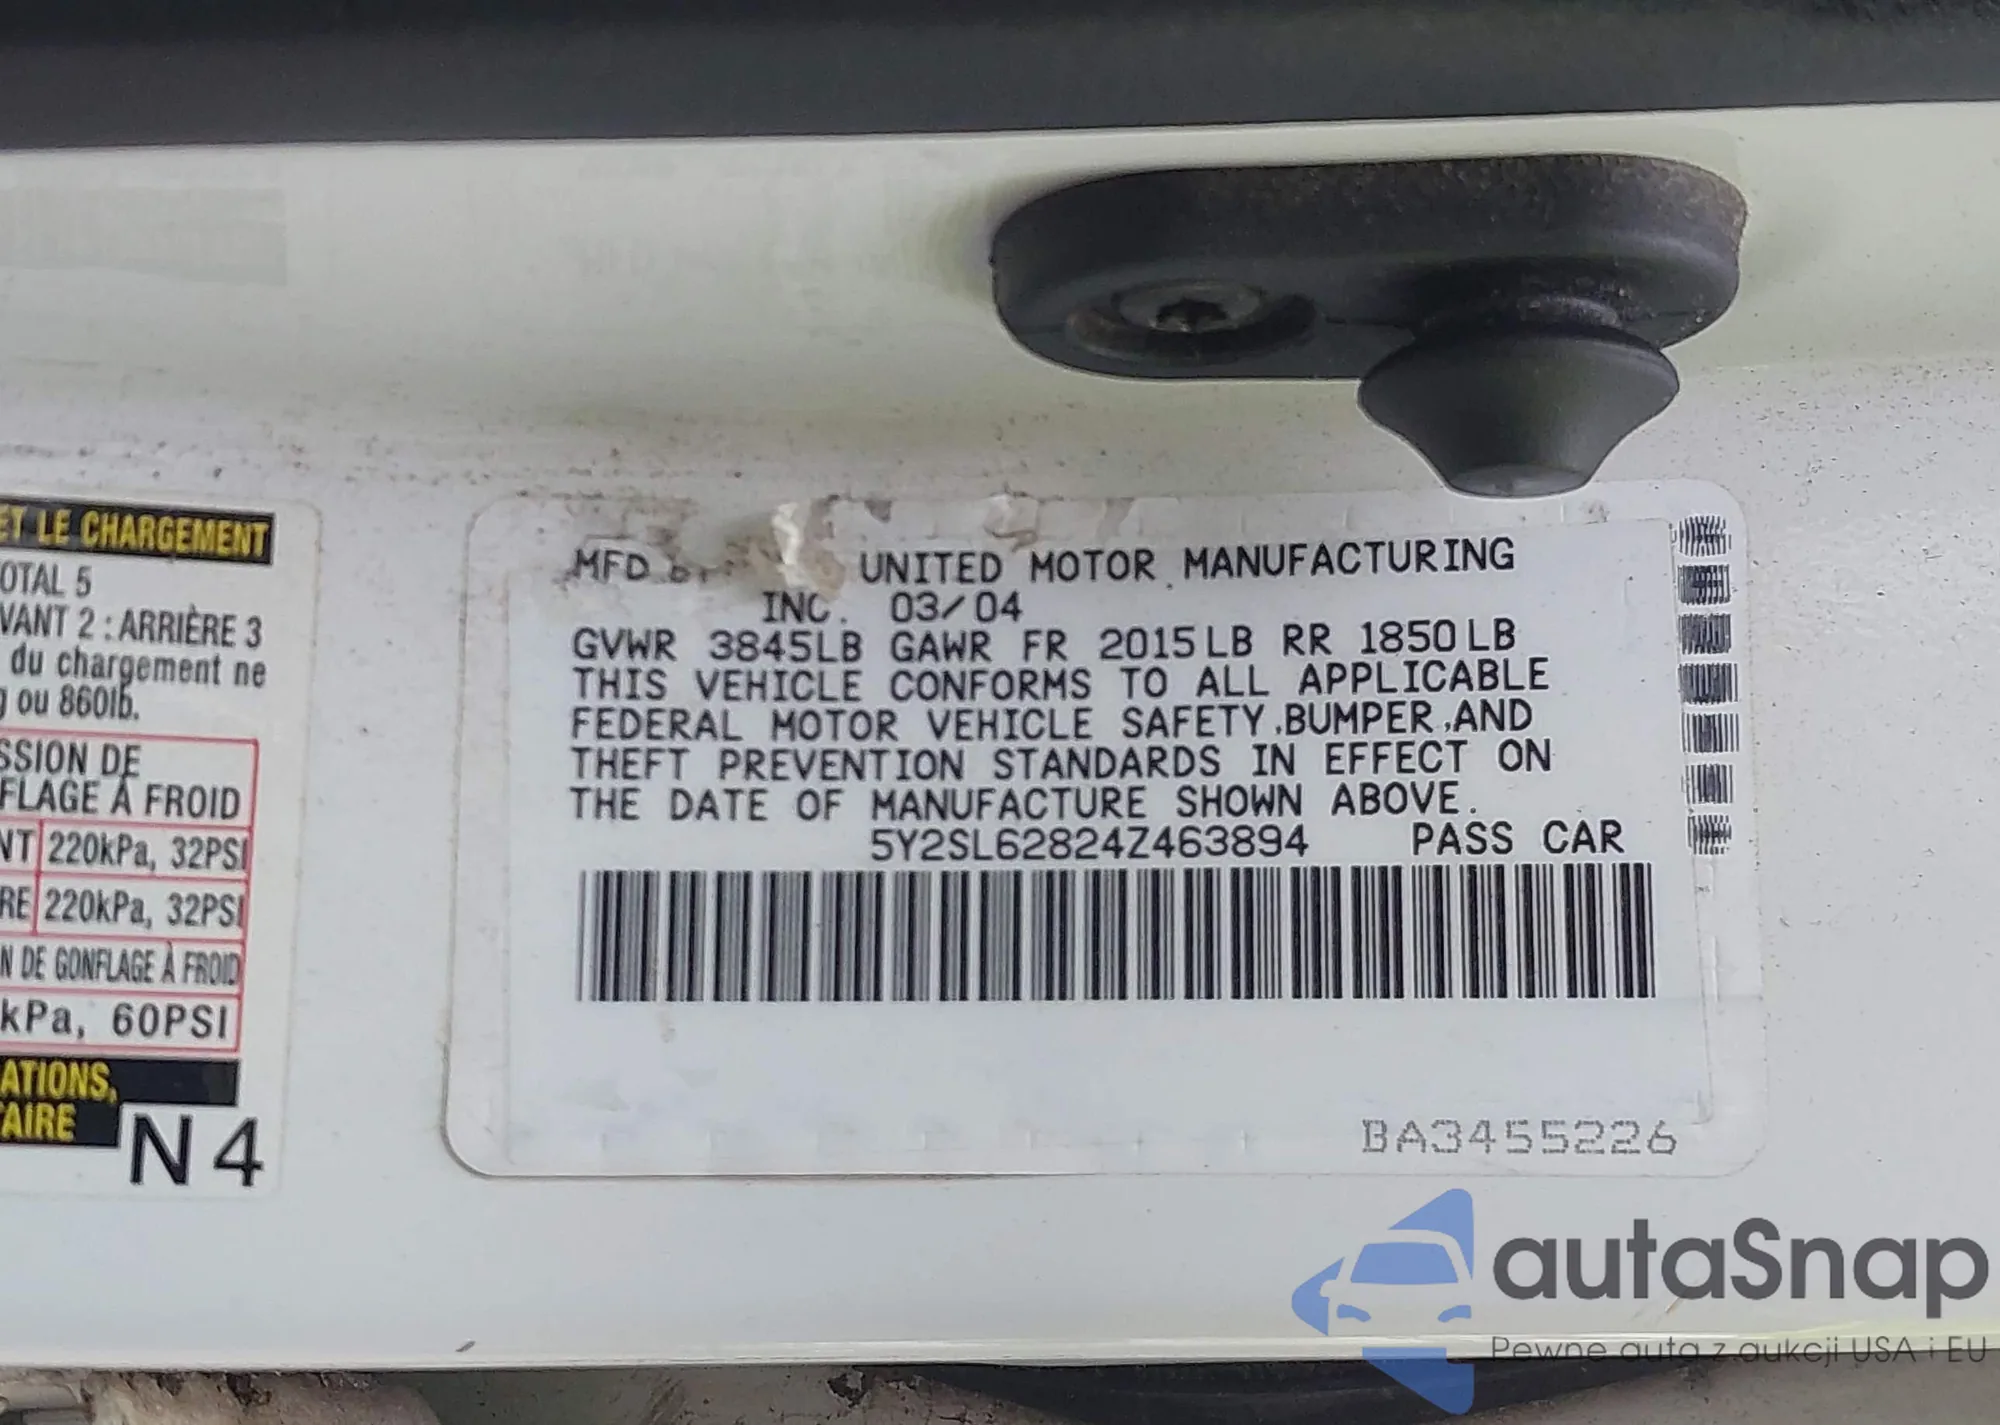 ET LE CHARGEMENT
OTAL 5
VANT 2 : ARRIÈRE 3
du chargement ne
g ou 860lb.
SSION DE
FLAGE À FROID
NT 220kPa, 32PSI
RE 220kPa, 32PSI
N DE GONFLAGE À FROID
kPa, 60PSI
ATIONS,
TAIRE
N4
MFD BY UNITED MOTOR MANUFACTURING
INC. 03/04
GVWR 3845LB GAWR FR 2015LB RR 1850LB
THIS VEHICLE CONFORMS TO ALL APPLICABLE
FEDERAL MOTOR VEHICLE SAFETY,BUMPER,AND
THEFT PREVENTION STANDARDS IN EFFECT ON
THE DATE OF MANUFACTURE SHOWN ABOVE.
5Y2SL62824Z463894 PASS CAR
BA3455226
autaSnap
Pewne auta z aukcji USA i EU